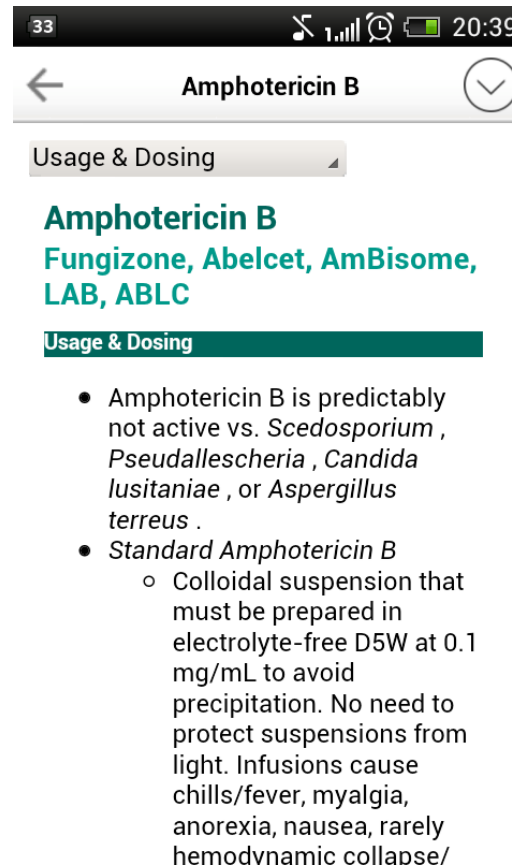 33
20:39
Amphotericin B
Usage & Dosing
Amphotericin B
Fungizone, Abelcet, AmBisome,
LAB, ABLC
Usage & Dosing
• Amphotericin B is predictably
not active vs. Scedosporium ,
Pseudallescheria , Candida
lusitaniae , or Aspergillus
terreus .
• Standard Amphotericin B
○ Colloidal suspension that
must be prepared in
electrolyte-free D5W at 0.1
mg/mL to avoid
precipitation. No need to
protect suspensions from
light. Infusions cause
chills/fever, myalgia,
anorexia, nausea, rarely
hemodynamic collapse/